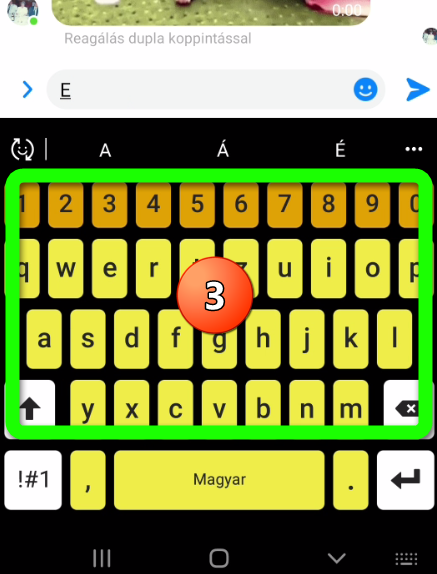 0:00
Reagálás dupla koppintással
E
A Á É
1 2 3 4 5 6 7 8 9 0
q w e r z u i o p
3
a s d f g h j k l
y x c v b n m
!#1 , Magyar .